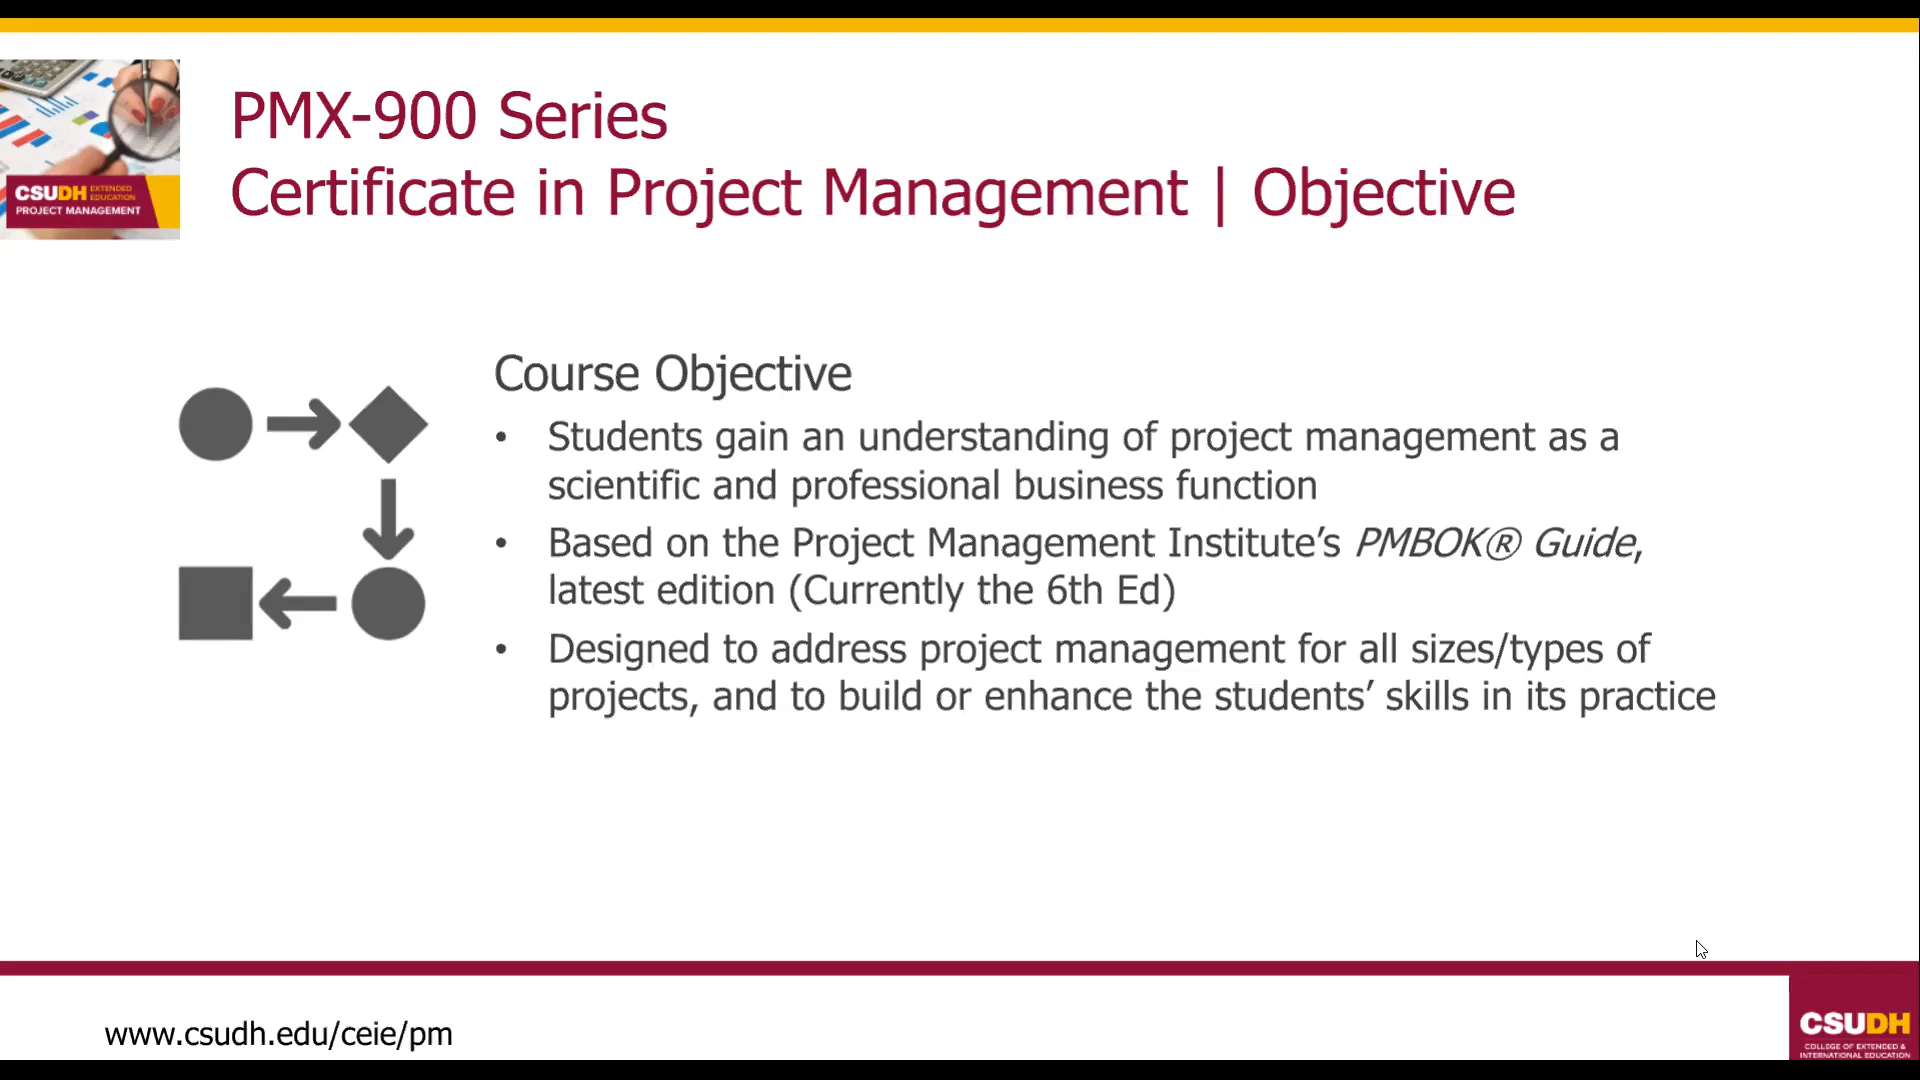 PMX-900 Series
Certificate in Project Management | Objective
CSUDH EXTENDED EDUCATION
PROJECT MANAGEMENT
Course Objective
• Students gain an understanding of project management as a
scientific and professional business function
• Based on the Project Management Institute’s PMBOK® Guide,
latest edition (Currently the 6th Ed)
• Designed to address project management for all sizes/types of
projects, and to build or enhance the students’ skills in its practice
www.csudh.edu/ceie/pm
CSUDH
COLLEGE OF EXTENDED &
INTERNATIONAL EDUCATION